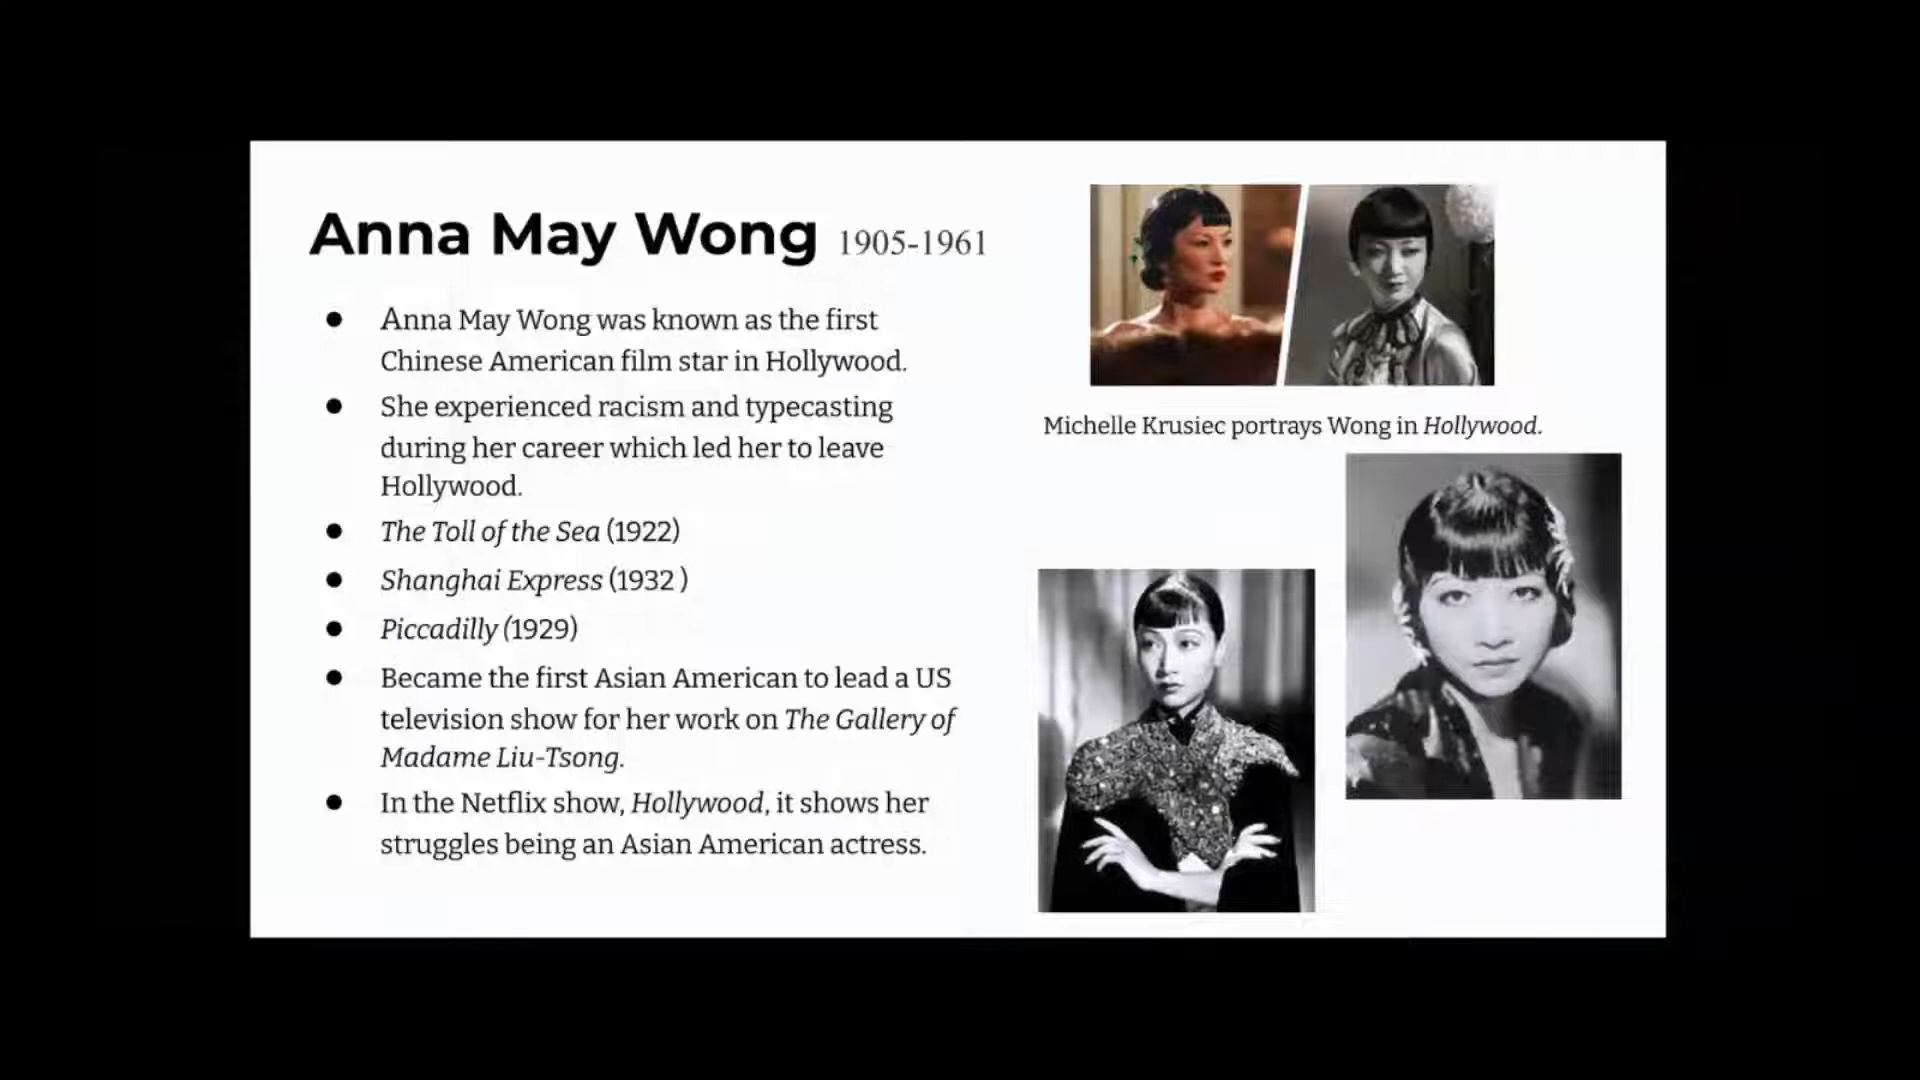 Anna May Wong 1905-1961
● Anna May Wong was known as the first
Chinese American film star in Hollywood.
● She experienced racism and typecasting
during her career which led her to leave
Hollywood.
● The Toll of the Sea (1922)
● Shanghai Express (1932 )
● Piccadilly (1929)
● Became the first Asian American to lead a US
television show for her work on The Gallery of
Madame Liu-Tsong.
● In the Netflix show, Hollywood, it shows her
struggles being an Asian American actress.
Michelle Krusiec portrays Wong in Hollywood.